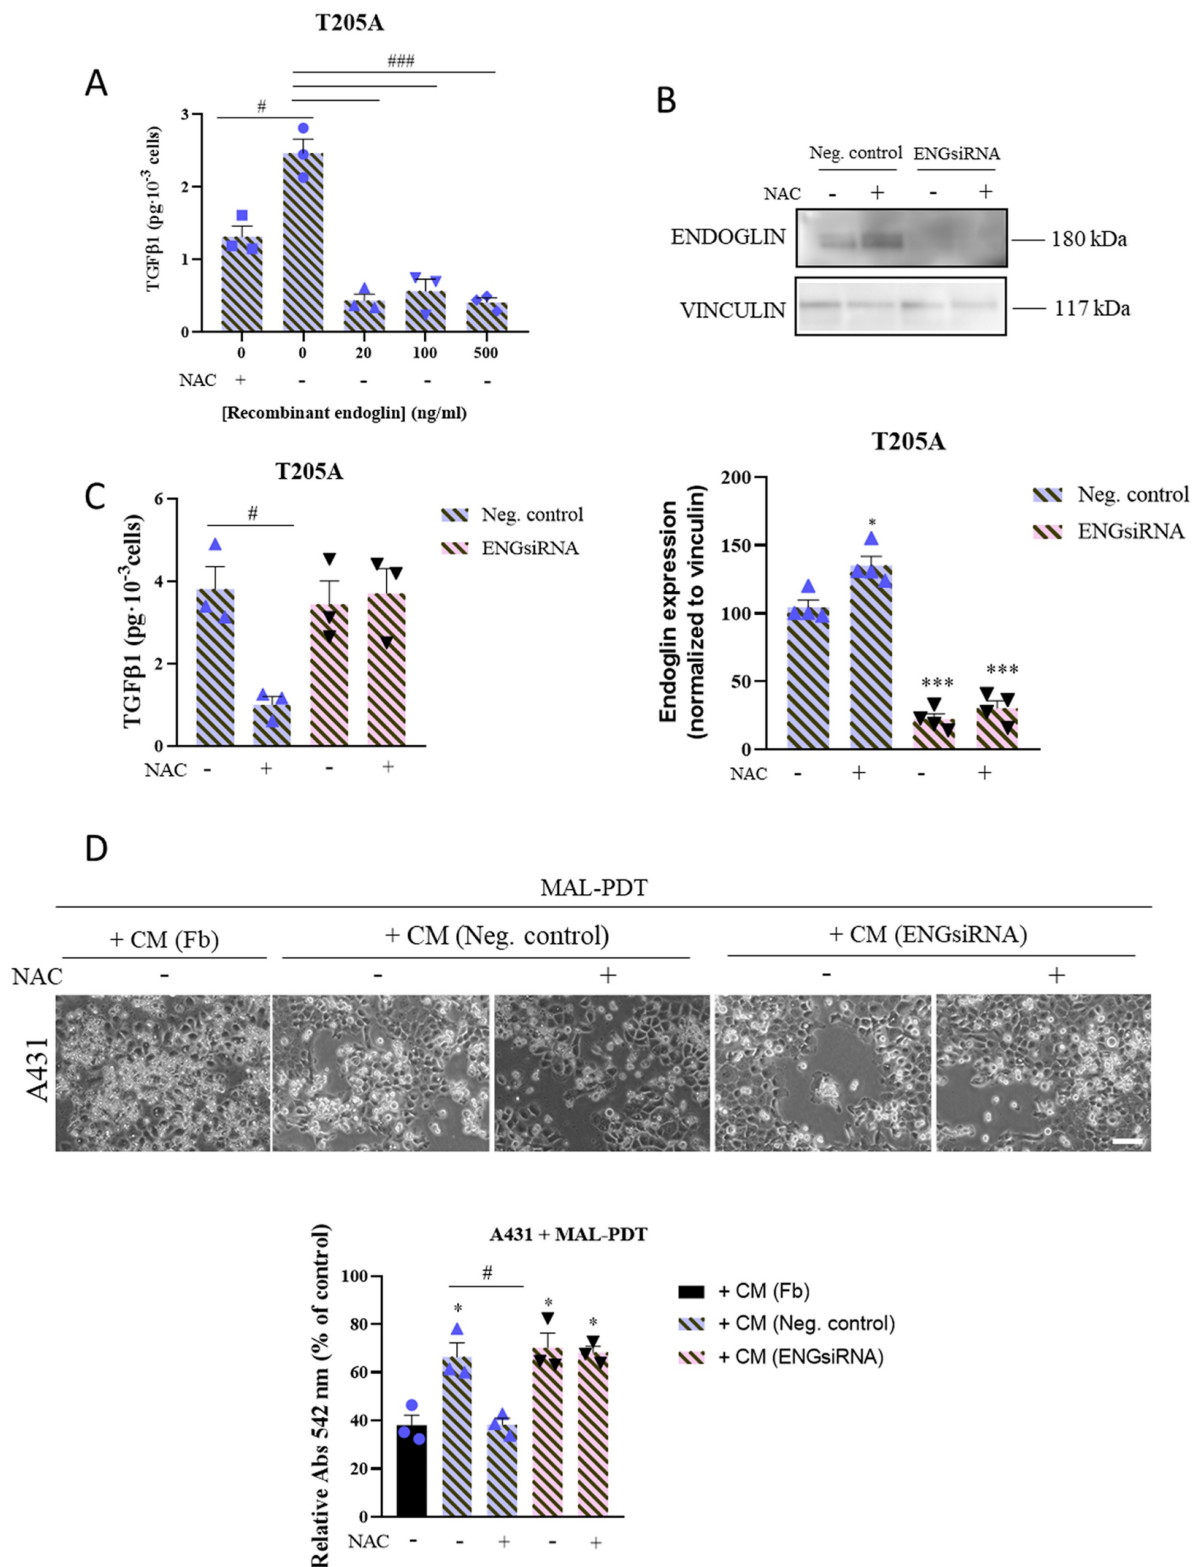 T205A
A
###
#
TGFβ1 (pg·10-3 cells)
3
2
1
0
0 0 20 100 500
NAC + - - - -
[Recombinant endoglin] (ng/ml)
B
Neg. control ENGsiRNA
NAC - + - +
ENDOGLIN 180 kDa
VINCULIN 117 kDa
T205A
Endoglin expression
(normalized to vinculin)
200
150
100
50
0
*
***
***
NAC - + - +
Neg. control
ENGsiRNA
C
T205A
TGFβ1 (pg·10-3cells)
6
4
2
0
#
NAC - + - +
Neg. control
ENGsiRNA
D
MAL-PDT
+ CM (Fb) + CM (Neg. control) + CM (ENGsiRNA)
NAC - - + - +
A431
A431 + MAL-PDT
Relative Abs 542 nm (% of control)
100
80
60
40
20
0
#
* * *
NAC - - + - +
+ CM (Fb)
+ CM (Neg. control)
+ CM (ENGsiRNA)